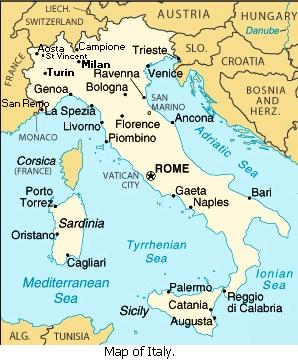 LIECH.
SWITZERLAND
AUSTRIA
HUNGARY
Danube
FRANCE
Aosta
St Vincent
Campione
Milan
Turin
Trieste
SLO.
CROATIA
Ravenna
Venice
Bologna
Genoa
SAN
MARINO
BOSNIA
AND
HERZ.
San Remo
La Spezia
MONACO
Livorno
Florence
Piombino
Ancona
Adriatic Sea
Corsica
(FRANCE)
VATICAN
CITY
ROME
Porto
Torrez
Gaeta
Naples
Bari
Sardinia
Oristano
Tyrrhenian
Sea
Cagliari
Mediterranean
Sea
Ionian
Sea
Palermo
Reggio
di Calabria
Sicily
Catania
Augusta
ALG.
TUNISIA
Map of Italy.